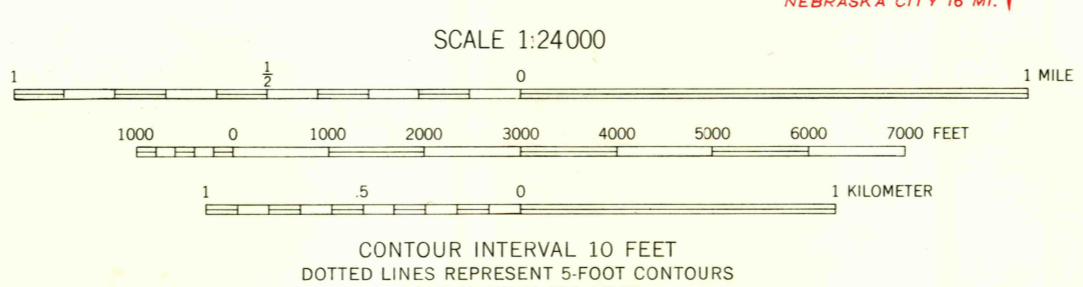 NEBRASKA CITY 16 MI.
SCALE 1:24000
1 1/2 0 1 MILE
1000 0 1000 2000 3000 4000 5000 6000 7000 FEET
1 .5 0 1 KILOMETER
CONTOUR INTERVAL 10 FEET
DOTTED LINES REPRESENT 5-FOOT CONTOURS